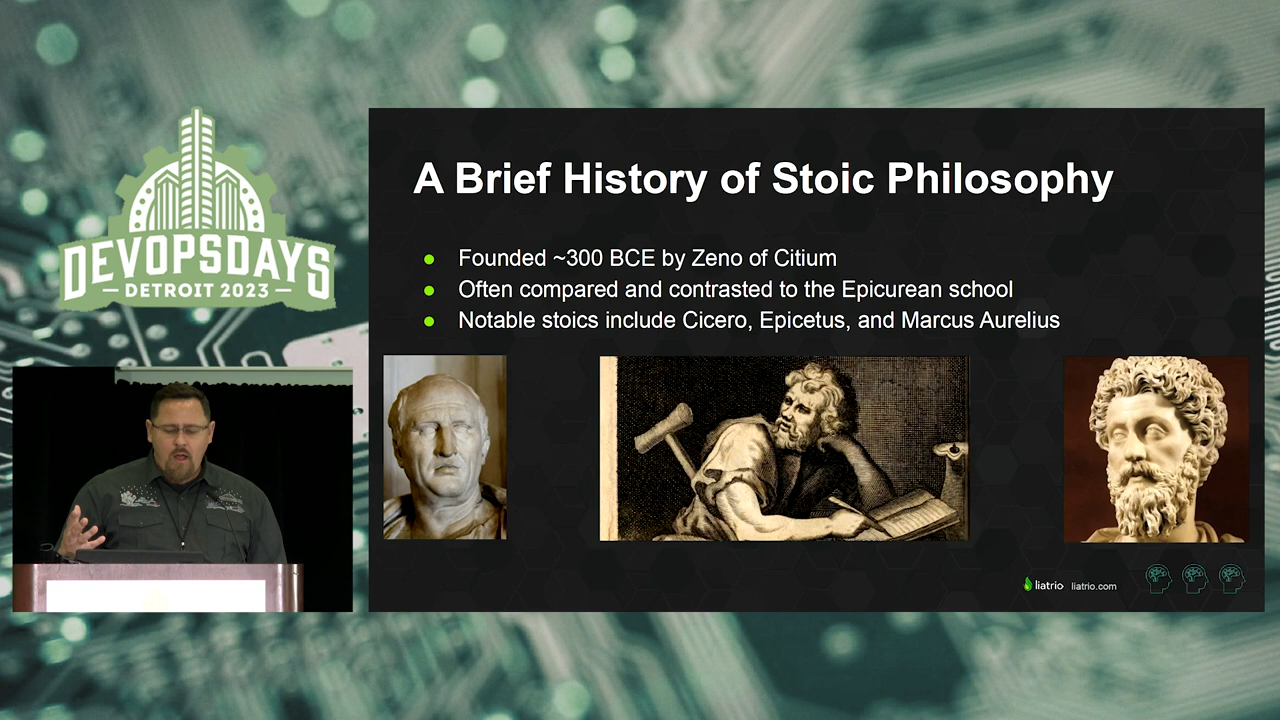 DEVOPSDAYS
DETROIT 2023
A Brief History of Stoic Philosophy
Founded ~300 BCE by Zeno of Citium
Often compared and contrasted to the Epicurean school
Notable stoics include Cicero, Epicetus, and Marcus Aurelius
liatrio liatrio.com